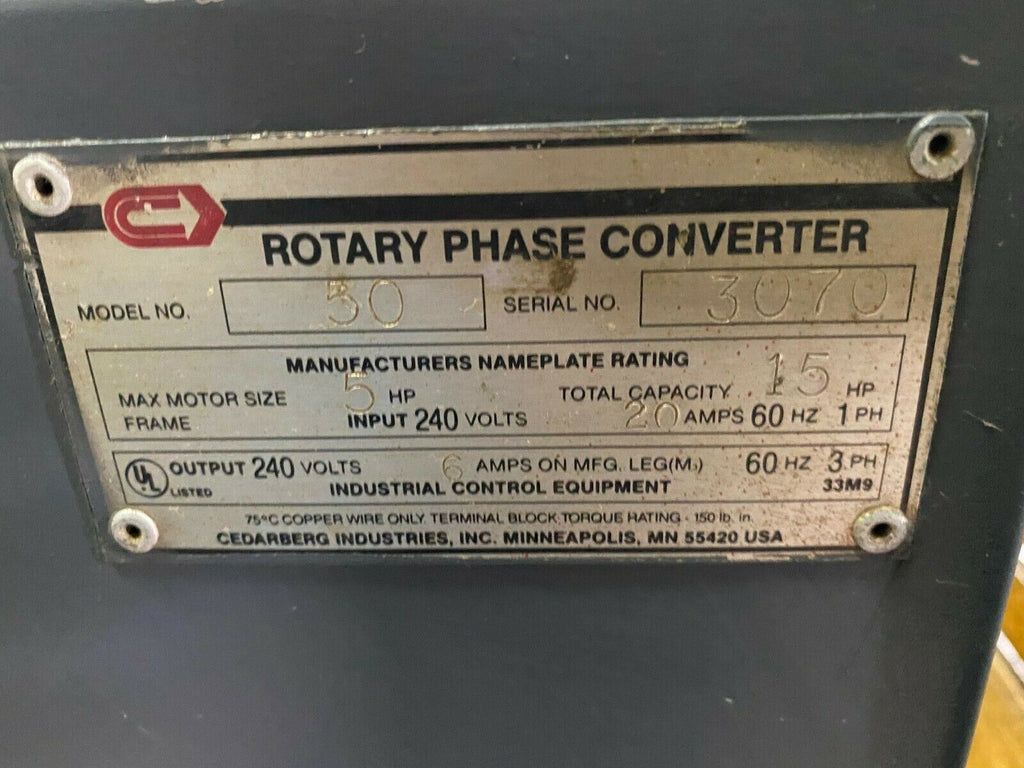 ROTARY PHASE CONVERTER
MODEL NO. 50 SERIAL NO. 3070
MANUFACTURERS NAMEPLATE RATING
MAX MOTOR SIZE 5 HP TOTAL CAPACITY 15 HP
FRAME INPUT 240 VOLTS 20 AMPS 60 HZ 1 PH
UL LISTED OUTPUT 240 VOLTS 6 AMPS ON MFG. LEG(M₁) 60 HZ 3 PH
INDUSTRIAL CONTROL EQUIPMENT 33M9
75°C COPPER WIRE ONLY. TERMINAL BLOCK TORQUE RATING - 150 lb. in.
CEDARBERG INDUSTRIES, INC. MINNEAPOLIS, MN 55420 USA